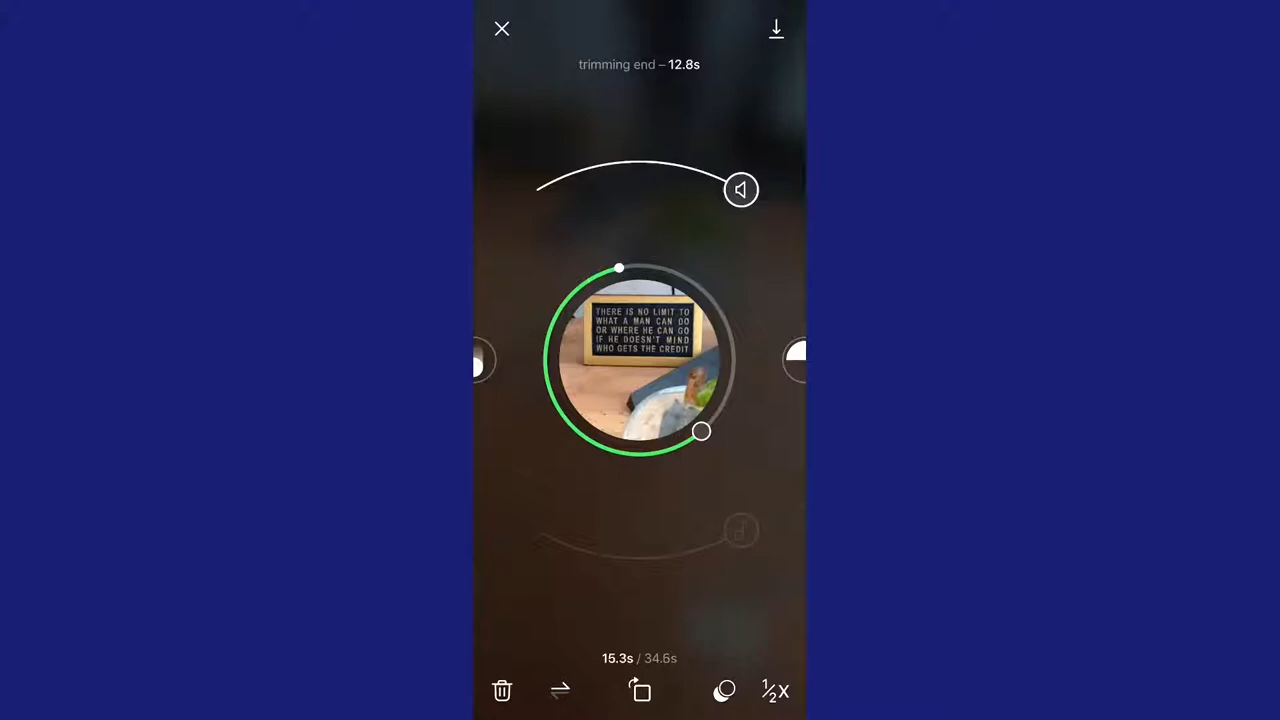 trimming end – 12.8s
THERE IS NO LIMIT TO
WHAT A MAN CAN DO
OR WHERE HE CAN GO
IF HE DOESN'T MIND
WHO GETS THE CREDIT
15.3s / 34.6s
1/2X